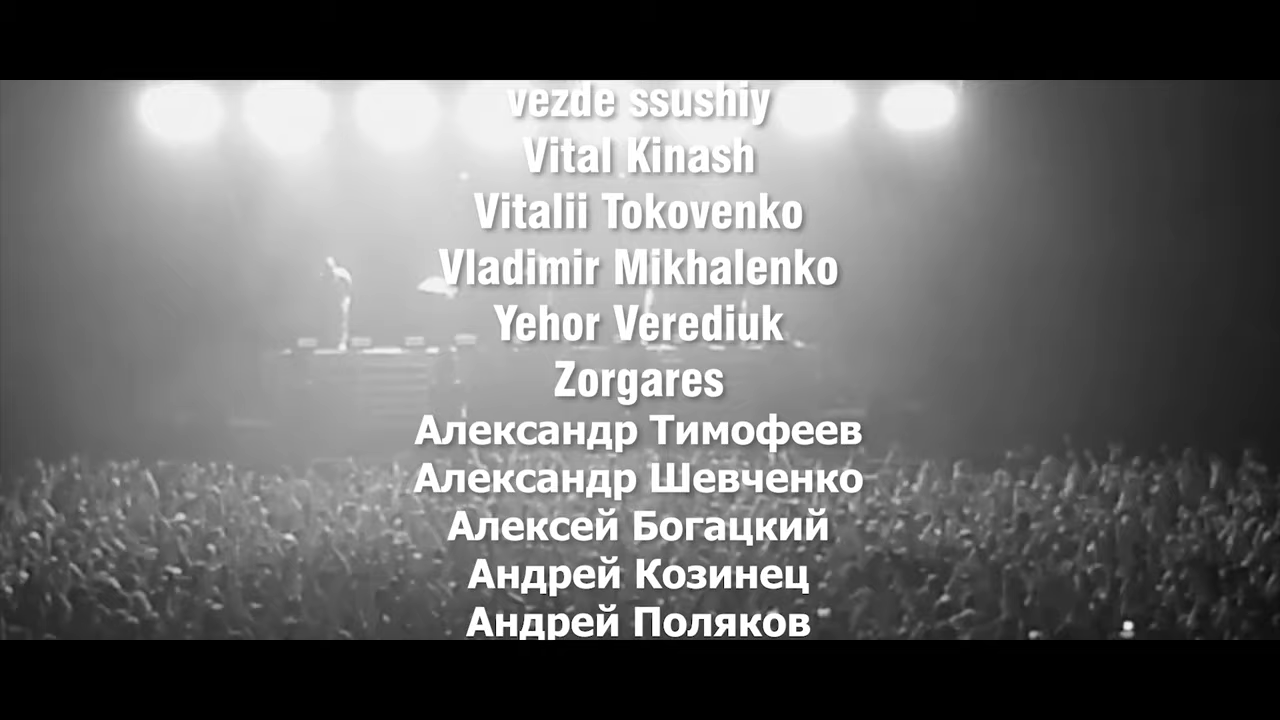 vezde ssushiy
Vital Kinash
Vitalii Tokovenko
Vladimir Mikhalenko
Yehor Verediuk
Zorgares
Александр Тимофеев
Александр Шевченко
Алексей Богацкий
Андрей Козинец
Андрей Поляков